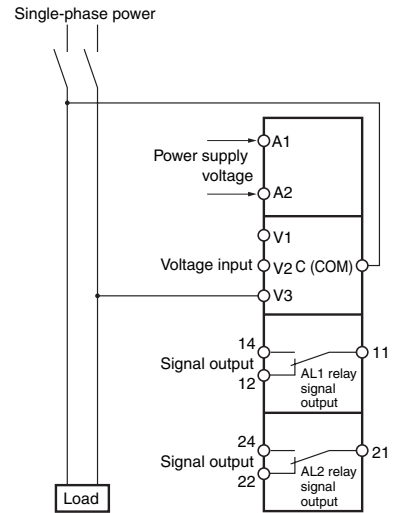 Single-phase power
A1
Power supply
voltage
A2
V1
Voltage input V2 C (COM)
V3
14
11
Signal output
12
AL1 relay
signal
output
24
21
Signal output
22
AL2 relay
signal
output
Load